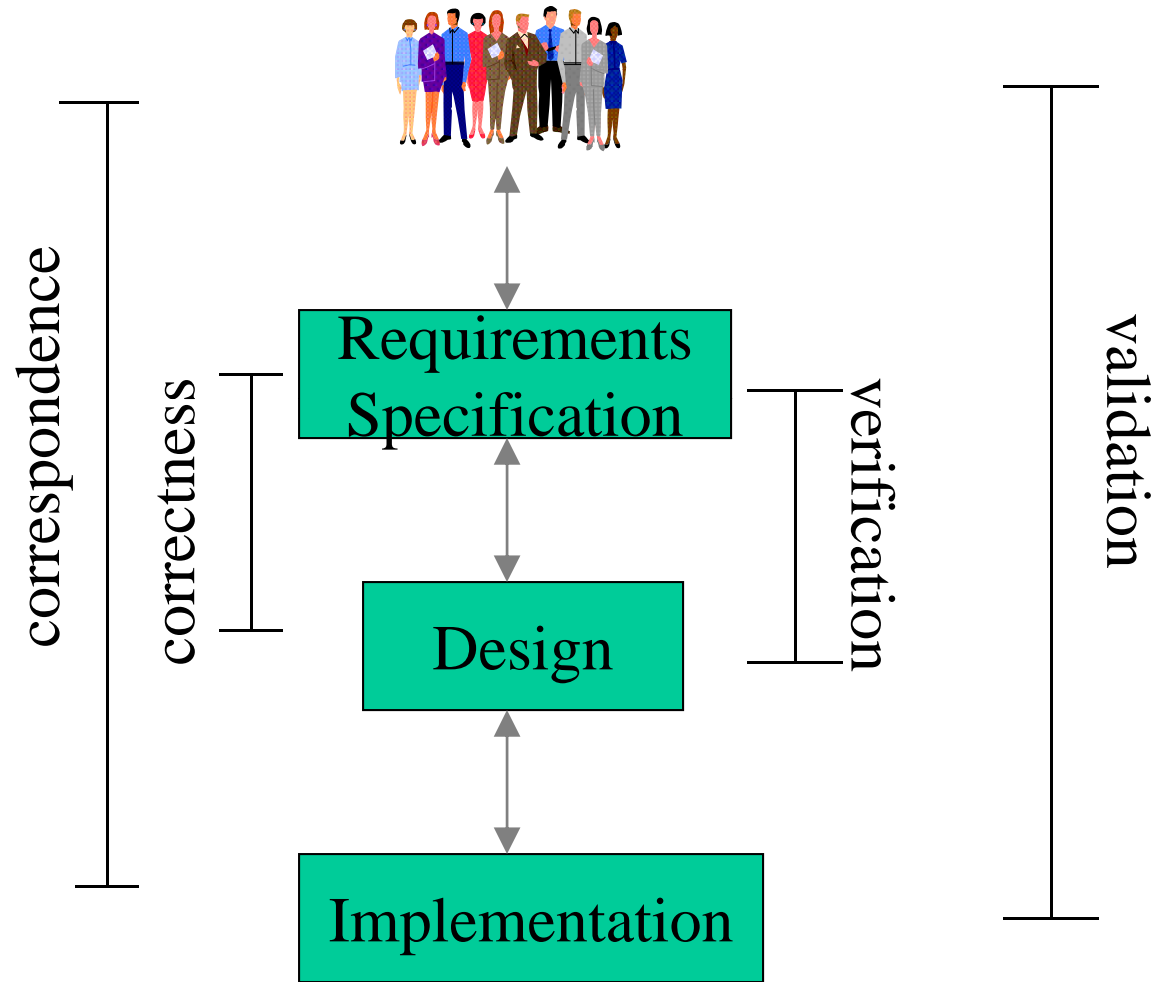 correspondence
correctness
Requirements
Specification
Design
Implementation
verification
validation